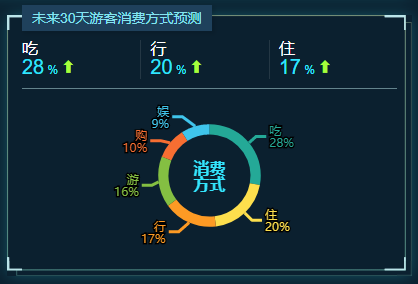 未来30天游客消费方式预测
吃 行 住
28 % 20 % 17 %
娱
9%
购
10%
吃
28%
消费
方式
游
16%
行
17%
住
20%